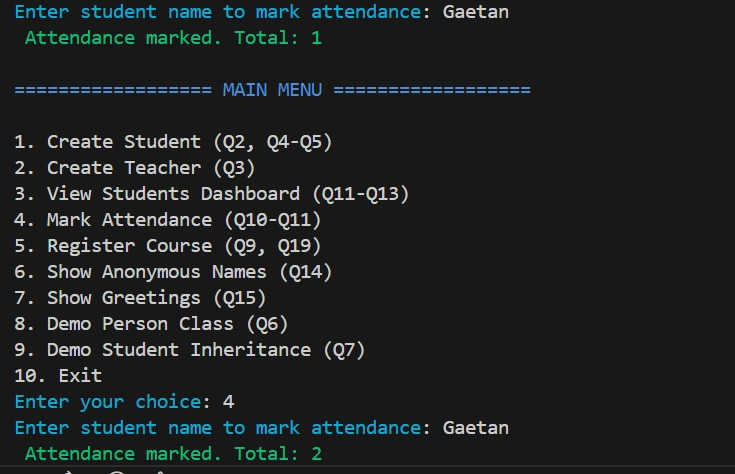 Enter student name to mark attendance: Gaetan
Attendance marked. Total: 1
================== MAIN MENU ==================
1. Create Student (Q2, Q4-Q5)
2. Create Teacher (Q3)
3. View Students Dashboard (Q11-Q13)
4. Mark Attendance (Q10-Q11)
5. Register Course (Q9, Q19)
6. Show Anonymous Names (Q14)
7. Show Greetings (Q15)
8. Demo Person Class (Q6)
9. Demo Student Inheritance (Q7)
10. Exit
Enter your choice: 4
Enter student name to mark attendance: Gaetan
Attendance marked. Total: 2